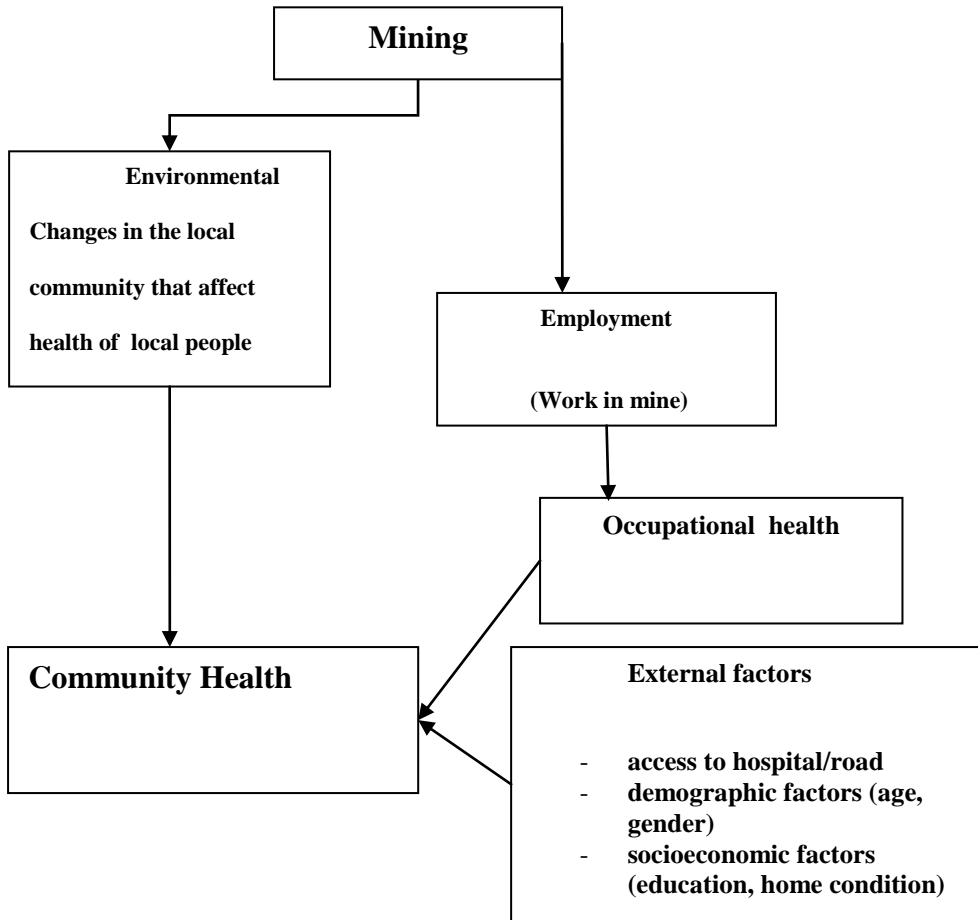 Mining
Environmental
Changes in the local
community that affect
health of local people
Employment
(Work in mine)
Occupational health
Community Health
External factors
- access to hospital/road
- demographic factors (age,
gender)
- socioeconomic factors
(education, home condition)